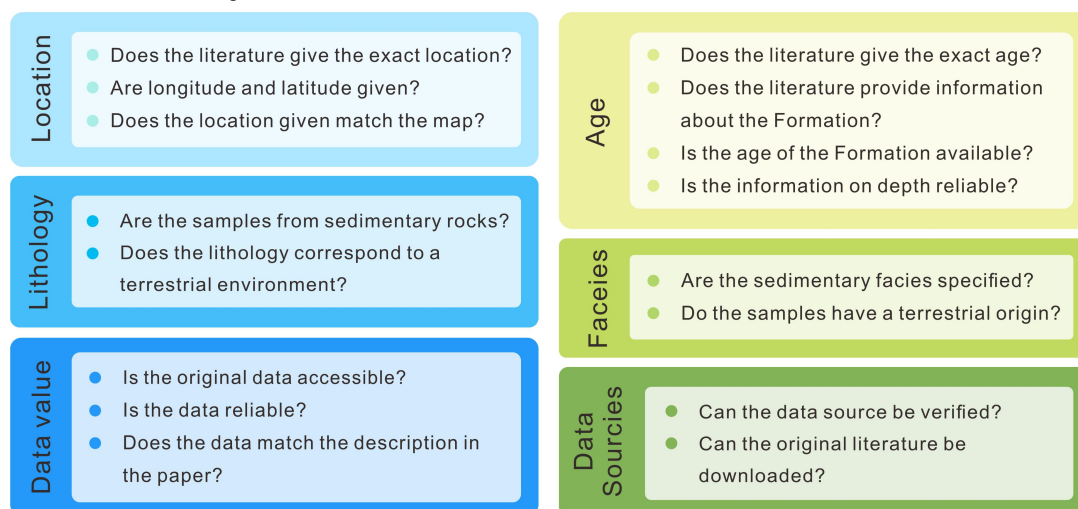 Location
Does the literature give the exact location?
Are longitude and latitude given?
Does the location given match the map?
Lithology
Are the samples from sedimentary rocks?
Does the lithology correspond to a
terrestrial environment?
Data value
Is the original data accessible?
Is the data reliable?
Does the data match the description in
the paper?
Age
Does the literature give the exact age?
Does the literature provide information
about the Formation?
Is the age of the Formation available?
Is the information on depth reliable?
Faceies
Are the sedimentary facies specified?
Do the samples have a terrestrial origin?
Data
Sourcies
Can the data source be verified?
Can the original literature be
downloaded?